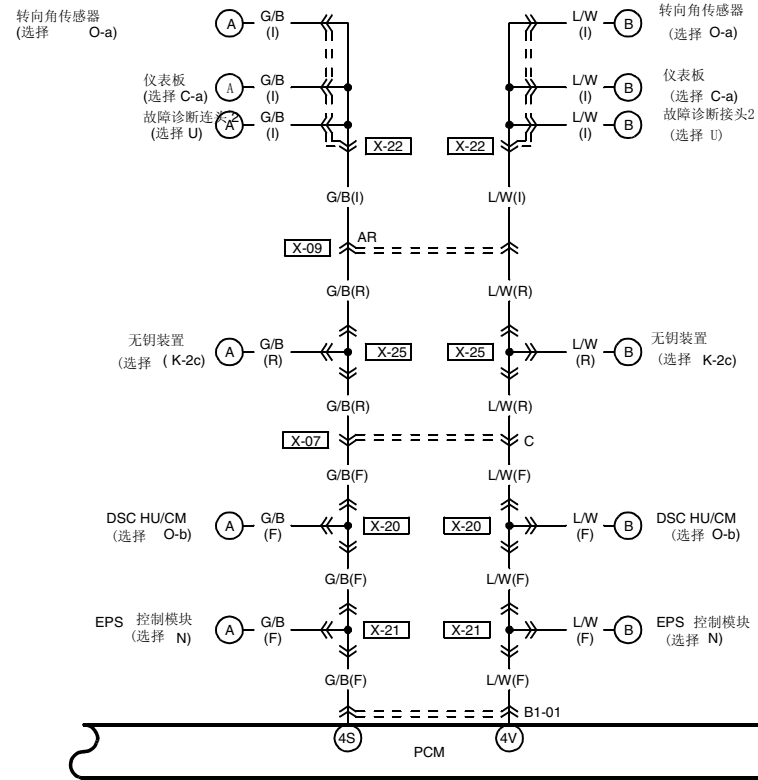 转向角传感器
(选择 O-a)
A
G/B
(I)
L/W
(I)
B
转向角传感器
(选择 O-a)
仪表板
(选择 C-a)
A
G/B
(I)
L/W
(I)
B
仪表板
(选择 C-a)
故障诊断连头 2
(选择 U)
A
G/B
(I)
L/W
(I)
B
故障诊断接头2
(选择 U)
X-22
X-22
G/B(I)
L/W(I)
X-09
AR
G/B(R)
L/W(R)
无钥装置
(选择 ( K-2c)
A
G/B
(R)
X-25
X-25
L/W
(R)
B
无钥装置
(选择 K-2c)
G/B(R)
L/W(R)
X-07
C
G/B(F)
L/W(F)
DSC HU/CM
(选择 O-b)
A
G/B
(F)
X-20
X-20
L/W
(F)
B
DSC HU/CM
(选择 O-b)
G/B(F)
L/W(F)
EPS 控制模块
(选择 N)
A
G/B
(F)
X-21
X-21
L/W
(F)
B
EPS 控制模块
(选择 N)
G/B(F)
L/W(F)
B1-01
4S
4V
PCM